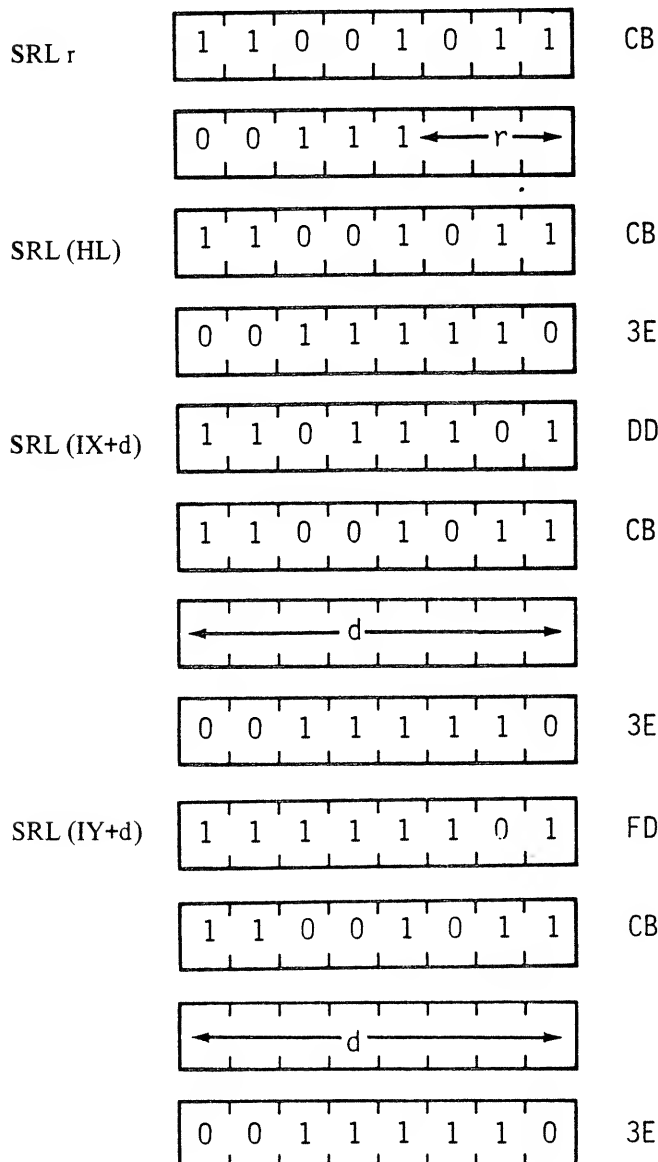 SRL r 1 1 0 0 1 0 1 1 CB
0 0 1 1 1 r
SRL (HL) 1 1 0 0 1 0 1 1 CB
0 0 1 1 1 1 1 0 3E
SRL (IX+d) 1 1 0 1 1 1 0 1 DD
1 1 0 0 1 0 1 1 CB
d
0 0 1 1 1 1 1 0 3E
SRL (IY+d) 1 1 1 1 1 1 0 1 FD
1 1 0 0 1 0 1 1 CB
d
0 0 1 1 1 1 1 0 3E